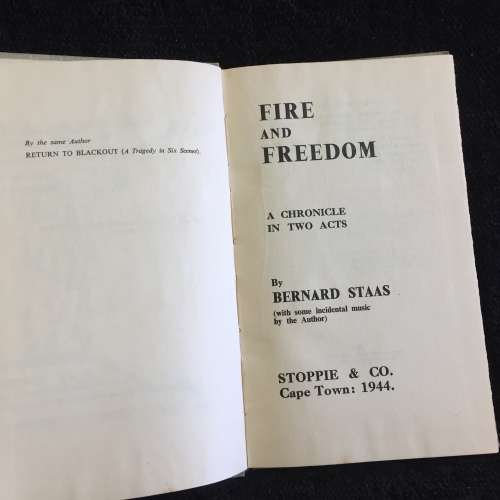 By the same Author
RETURN TO BLACKOUT (A Tragedy in Six Scenes).
FIRE
AND
FREEDOM
A CHRONICLE
IN TWO ACTS
By
BERNARD STAAS
(with some incidental music
by the Author)
STOPPIE & CO.
Cape Town: 1944.